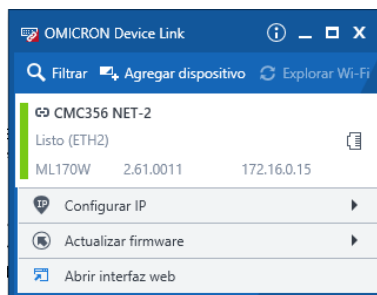 OMICRON Device Link
Filtrar Agregar dispositivo Explorar Wi-Fi
CMC356 NET-2
Listo (ETH2)
ML170W 2.61.0011 172.16.0.15
IP Configurar IP
Actualizar firmware
Abrir interfaz web